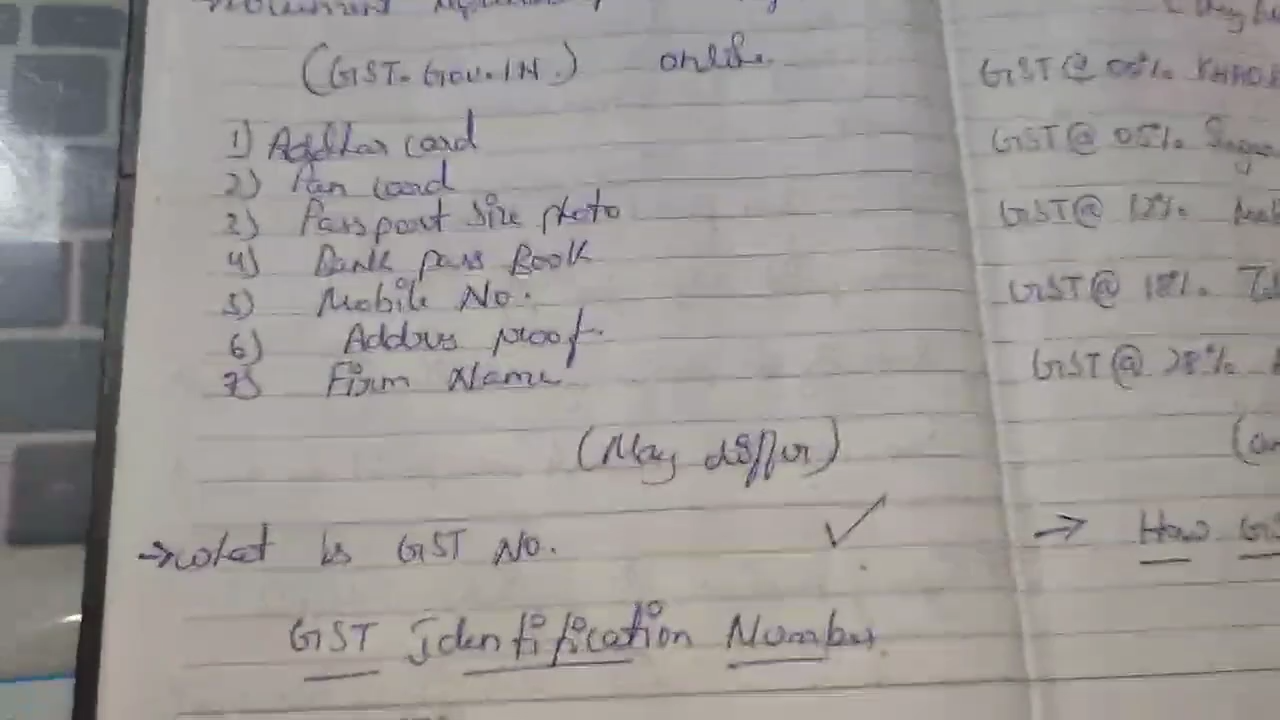 (GST.Gov.IN.) online.
1) Addhar card
2) Pan card
3) Passport Size photo
4) Bank pass Book
5) Mobile No.
6) Address proof.
7) Firm Name
(May differ)
→ what is GST NO. ✓
GST Identification Number.
GST @ 00%
GST @ 05%
GST @ 12%
GST @ 18%
GST @ 28%
→ How